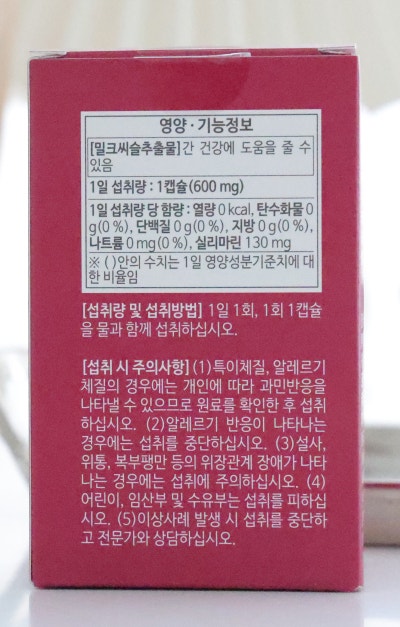 영양·기능정보
[밀크씨슬추출물]간 건강에 도움을 줄 수
있음
1일 섭취량 : 1캡슐(600 mg)
1일 섭취량 당 함량 : 열량 0 kcal, 탄수화물 0
g(0 %), 단백질 0 g(0 %), 지방 0 g(0 %),
나트륨 0 mg(0 %), 실리마린 130 mg
※ ( )안의 수치는 1일 영양성분기준치에 대
한 비율임
[섭취량 및 섭취방법] 1일 1회, 1회 1캡슐
을 물과 함께 섭취하십시오.
[섭취 시 주의사항] (1)특이체질, 알레르기
체질의 경우에는 개인에 따라 과민반응을
나타낼 수 있으므로 원료를 확인한 후 섭취
하십시오. (2)알레르기 반응이 나타나는
경우에는 섭취를 중단하십시오. (3)설사,
위통, 복부팽만 등의 위장관계 장애가 나타
나는 경우에는 섭취에 주의하십시오. (4)
어린이, 임산부 및 수유부는 섭취를 피하십
시오. (5)이상사례 발생 시 섭취를 중단하
고 전문가와 상담하십시오.